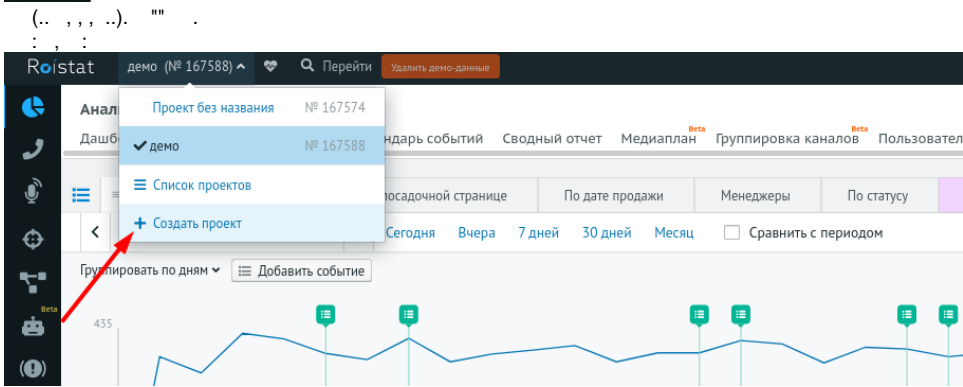 (.. , , , ..). "" .
: , :
Roistat демо (№ 167588) Перейти Удалить демо-данные
Проект без названия № 167574
демо № 167588
Список проектов
Создать проект
Анал
Дашб ндарь событий Сводный отчет Медиаплан Beta Группировка каналов Beta Пользовател
посадочной странице По дате продажи Менеджеры По статусу
Сегодня Вчера 7 дней 30 дней Месяц Сравнить с периодом
Группировать по дням Добавить событие
Beta
435